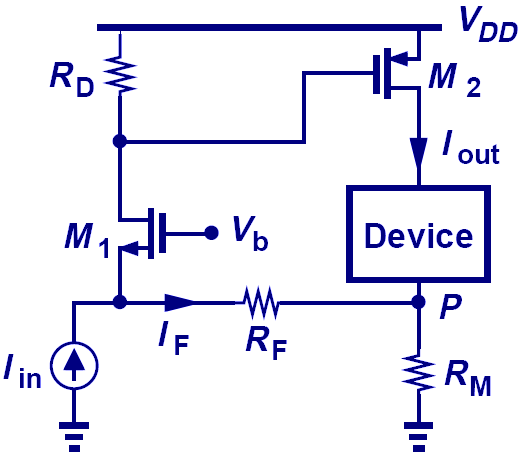 V_DD
R_D
M_2
I_out
M_1
V_b
Device
P
I_F
R_F
I_in
R_M